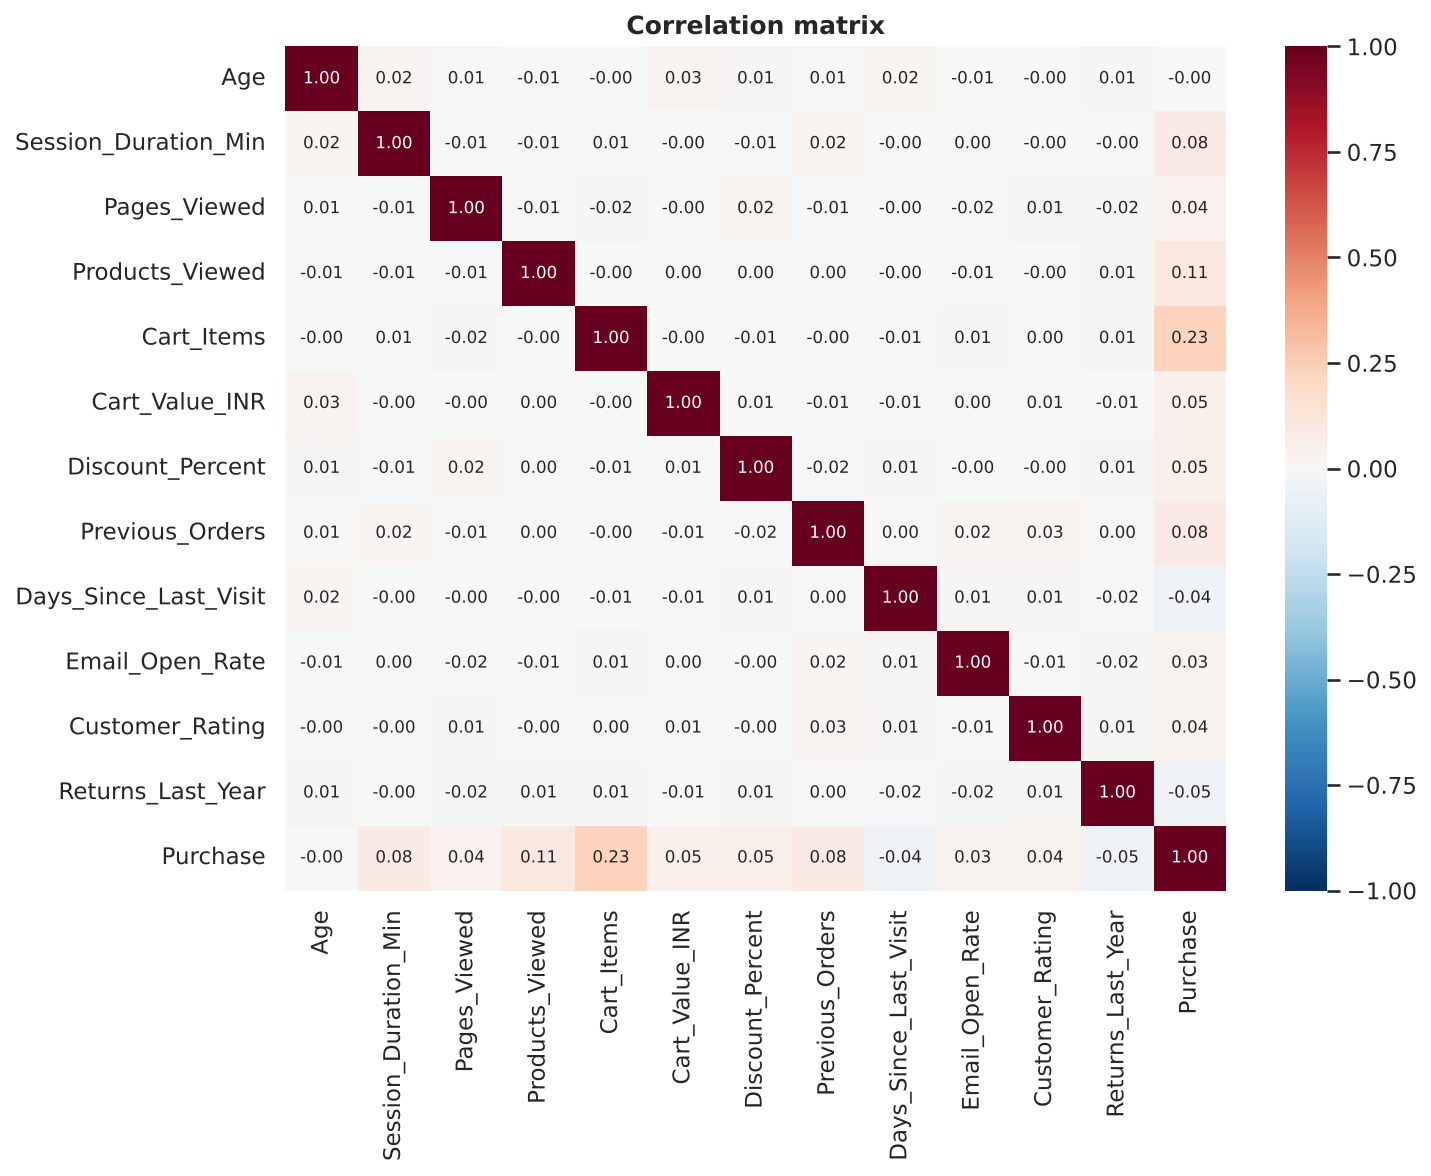 Correlation matrix
Age 1.00 0.02 0.01 -0.01 -0.00 0.03 0.01 0.01 0.02 -0.01 -0.00 0.01 -0.00
Session_Duration_Min 0.02 1.00 -0.01 -0.01 0.01 -0.00 -0.01 0.02 -0.00 0.00 -0.00 -0.00 0.08
Pages_Viewed 0.01 -0.01 1.00 -0.01 -0.02 -0.00 0.02 -0.01 -0.00 -0.02 0.01 -0.02 0.04
Products_Viewed -0.01 -0.01 -0.01 1.00 -0.00 0.00 0.00 0.00 -0.00 -0.01 -0.00 0.01 0.11
Cart_Items -0.00 0.01 -0.02 -0.00 1.00 -0.00 -0.01 -0.00 -0.01 0.01 0.00 0.01 0.23
Cart_Value_INR 0.03 -0.00 -0.00 0.00 -0.00 1.00 0.01 -0.01 -0.01 0.00 0.01 -0.01 0.05
Discount_Percent 0.01 -0.01 0.02 0.00 -0.01 0.01 1.00 -0.02 0.01 -0.00 -0.00 0.01 0.05
Previous_Orders 0.01 0.02 -0.01 0.00 -0.00 -0.01 -0.02 1.00 0.00 0.02 0.03 0.00 0.08
Days_Since_Last_Visit 0.02 -0.00 -0.00 -0.00 -0.01 -0.01 0.01 0.00 1.00 0.01 0.01 -0.02 -0.04
Email_Open_Rate -0.01 0.00 -0.02 -0.01 0.01 0.00 -0.00 0.02 0.01 1.00 -0.01 -0.02 0.03
Customer_Rating -0.00 -0.00 0.01 -0.00 0.00 0.01 -0.00 0.03 0.01 -0.01 1.00 0.01 0.04
Returns_Last_Year 0.01 -0.00 -0.02 0.01 0.01 -0.01 0.01 0.00 -0.02 -0.02 0.01 1.00 -0.05
Purchase -0.00 0.08 0.04 0.11 0.23 0.05 0.05 0.08 -0.04 0.03 0.04 -0.05 1.00
Age
Session_Duration_Min
Pages_Viewed
Products_Viewed
Cart_Items
Cart_Value_INR
Discount_Percent
Previous_Orders
Days_Since_Last_Visit
Email_Open_Rate
Customer_Rating
Returns_Last_Year
Purchase
1.00
0.75
0.50
0.25
0.00
−0.25
−0.50
−0.75
−1.00